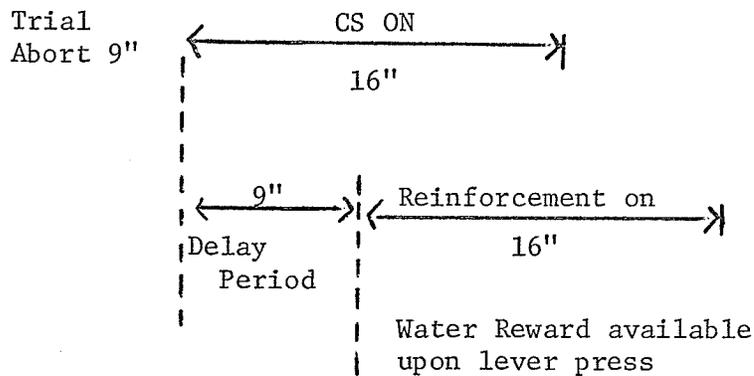 Trial
Abort 9"
CS ON
16"
9"
Reinforcement on
Delay
Period
16"
Water Reward available
upon lever press